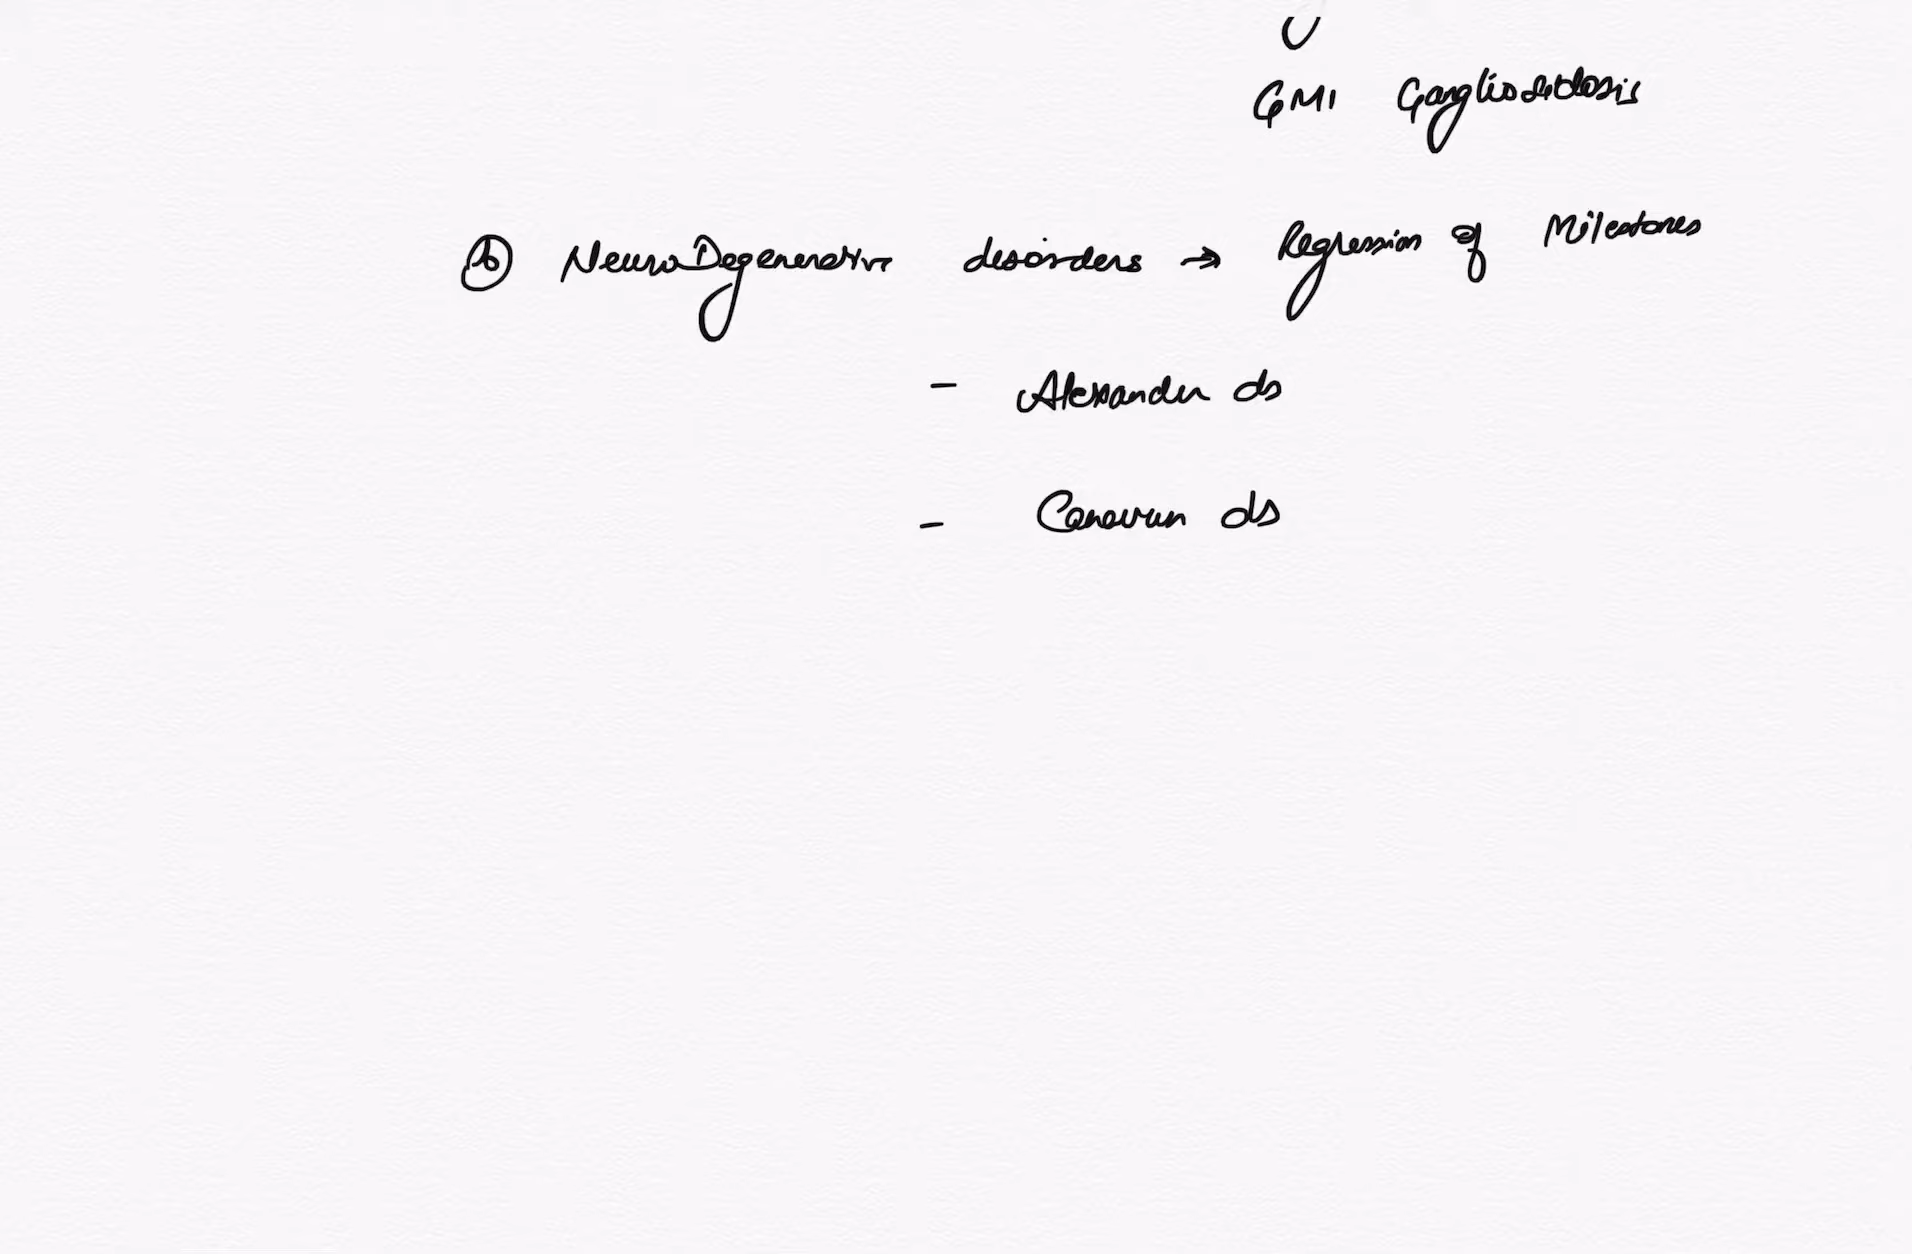 GM1 Gangliosidosis
(b) NeuroDegenerative disorders → Regression of Milestones
- Alexander ds
- Canavan ds